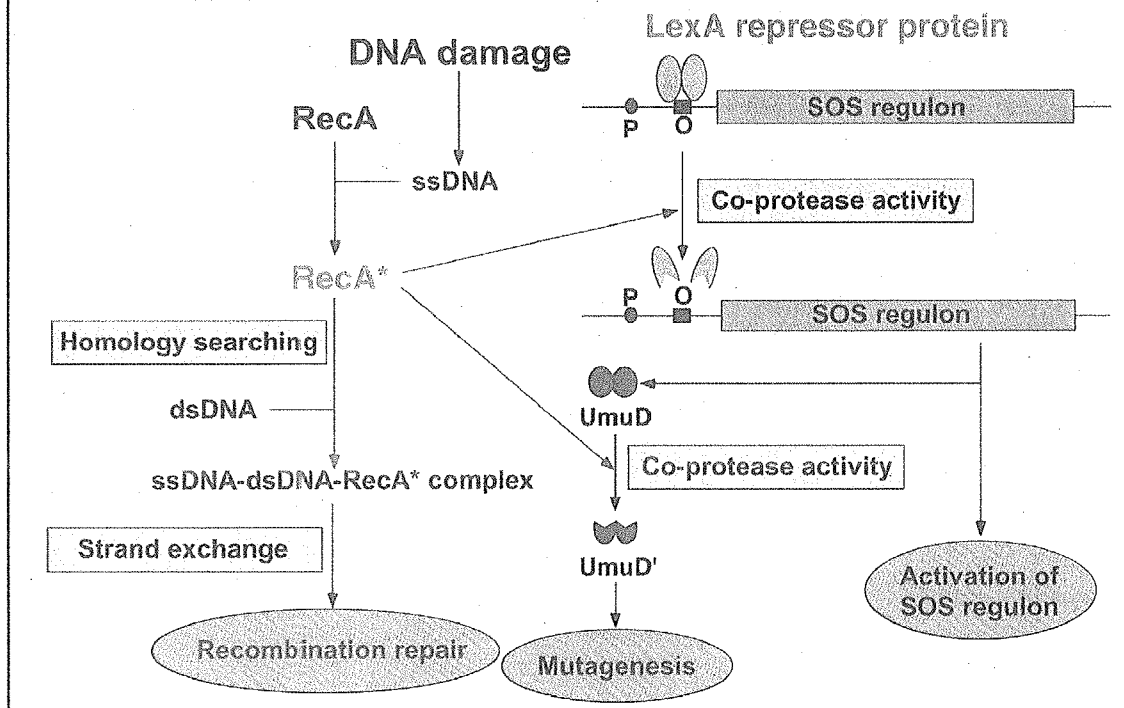 DNA damage
RecA
ssDNA
RecA*
Homology searching
dsDNA
ssDNA-dsDNA-RecA* complex
Strand exchange
Recombination repair
LexA repressor protein
P
O
SOS regulon
Co-protease activity
P
O
SOS regulon
UmuD
Co-protease activity
UmuD'
Mutagenesis
Activation of
SOS regulon